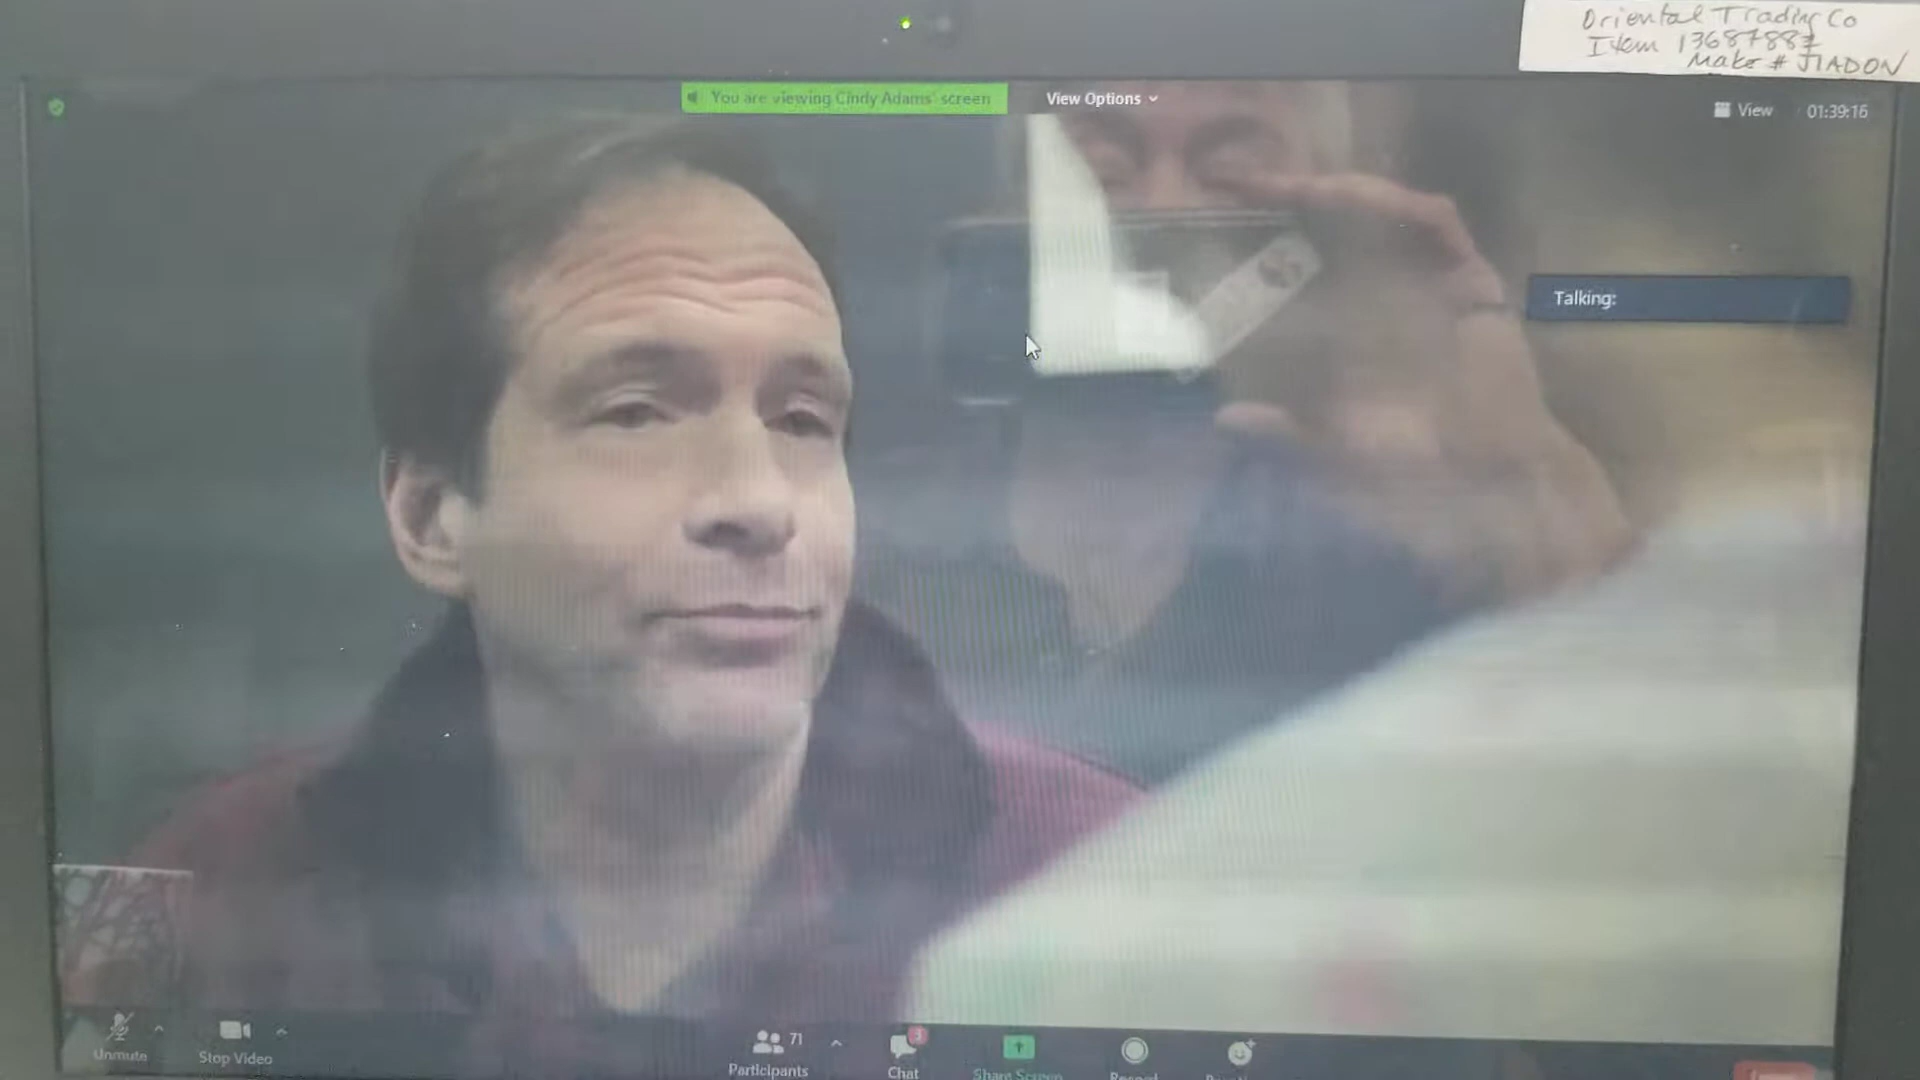 Oriental Trading Co
Item 13687887
Make # JIADON
You are viewing Cindy Adams' screen
View Options
View
01:39:16
Talking:
Unmute
Stop Video
71
Participants
3
Chat
Share Screen
Record